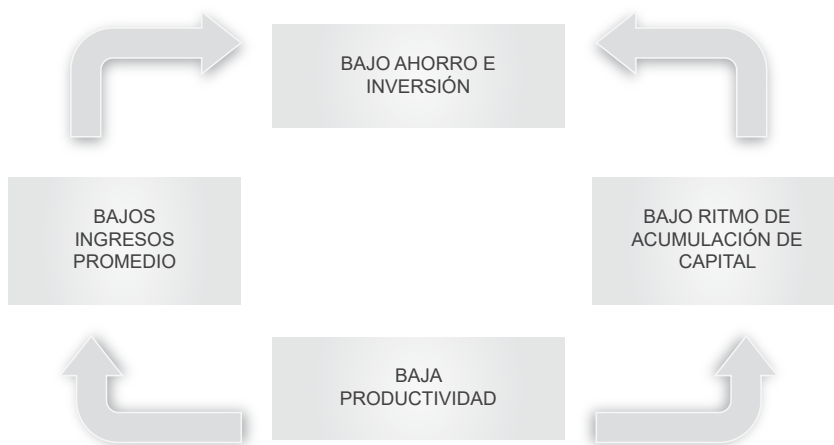 BAJO AHORRO E
INVERSIÓN
BAJOS
INGRESOS
PROMEDIO
BAJO RITMO DE
ACUMULACIÓN DE
CAPITAL
BAJA
PRODUCTIVIDAD